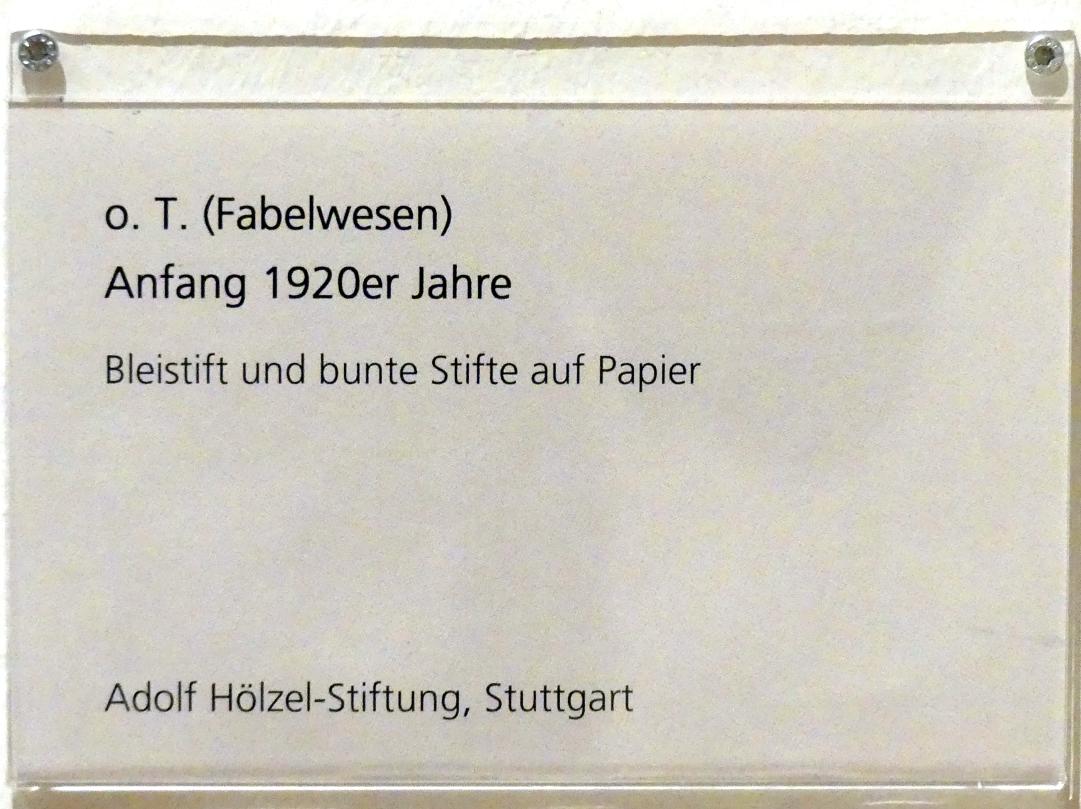 o. T. (Fabelwesen)
Anfang 1920er Jahre
Bleistift und bunte Stifte auf Papier
Adolf Hölzel-Stiftung, Stuttgart